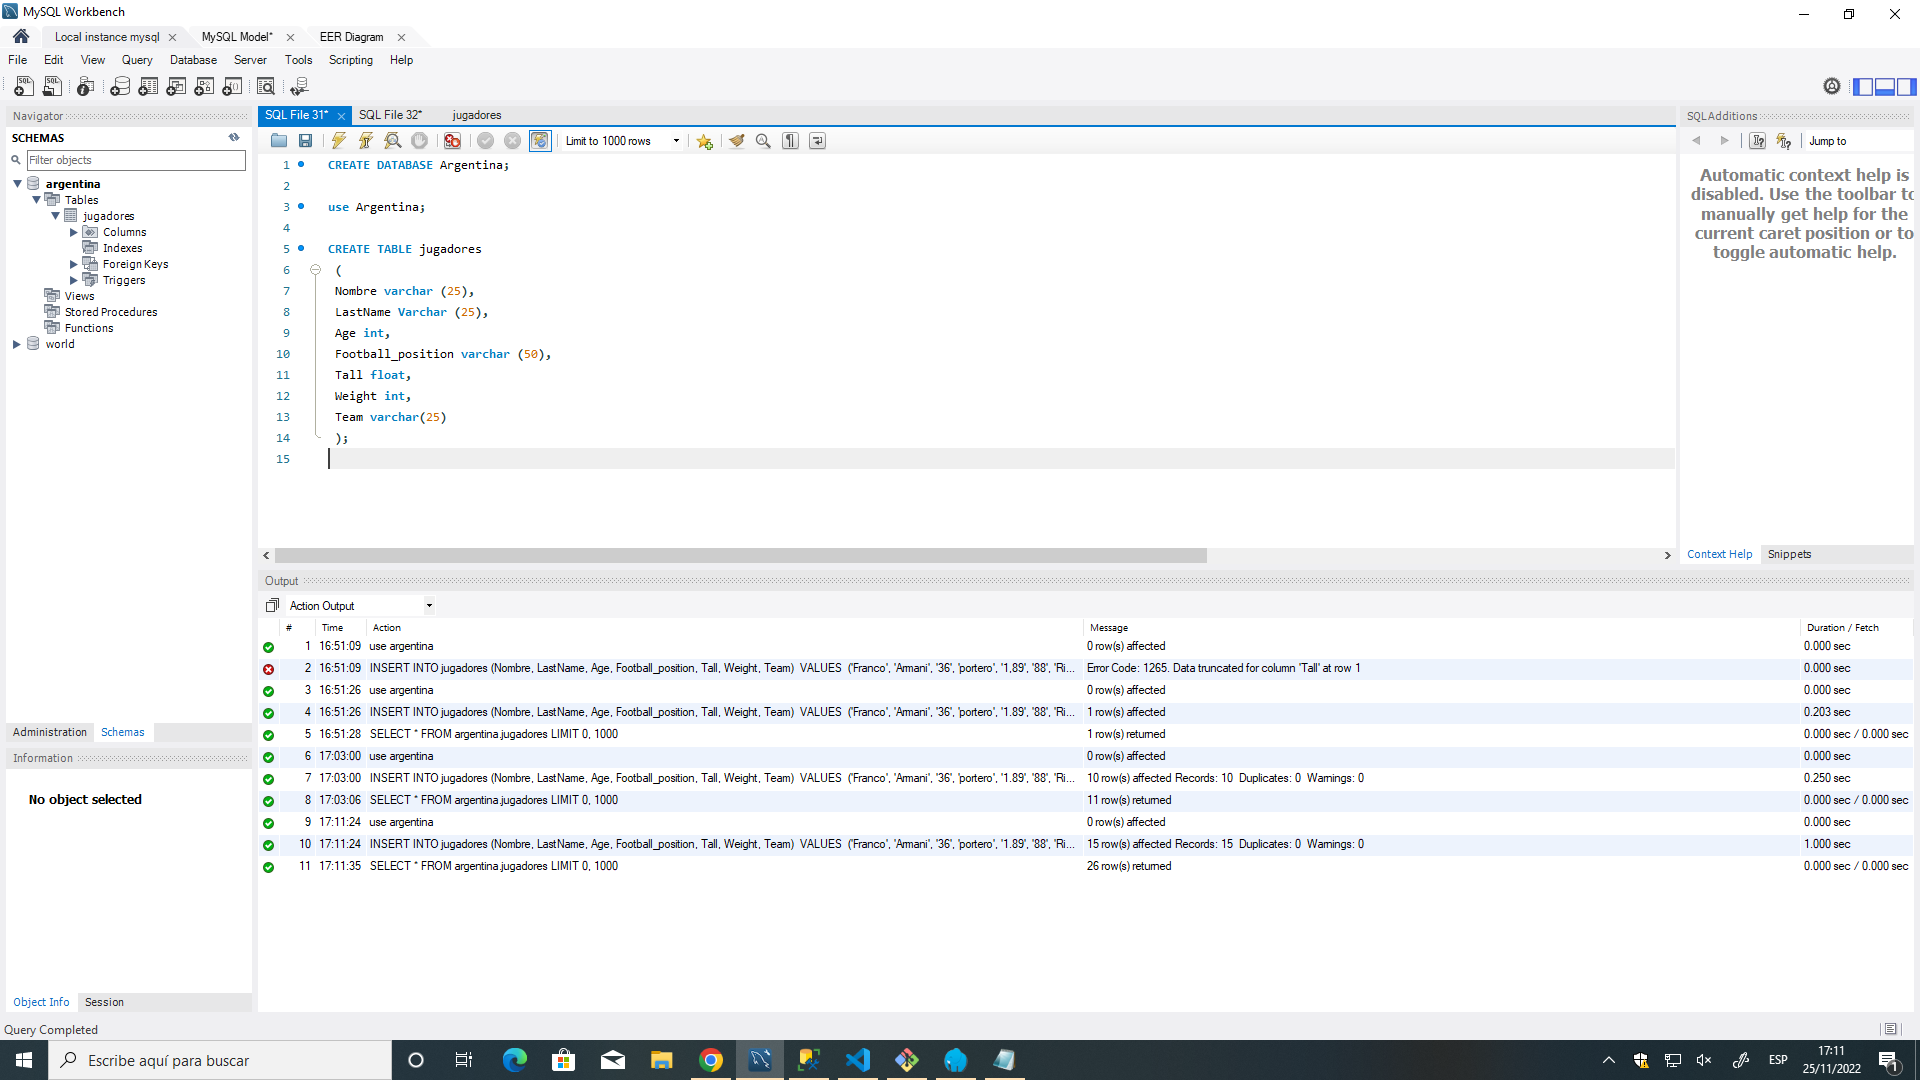 MySQL Workbench
Local instance mysql
MySQL Model*
EER Diagram
File Edit View Query Database Server Tools Scripting Help
Navigator
SCHEMAS
Filter objects
argentina
Tables
jugadores
Columns
Indexes
Foreign Keys
Triggers
Views
Stored Procedures
Functions
world
Administration Schemas
Information
No object selected
Object Info Session
SQL File 31* SQL File 32* jugadores
Limit to 1000 rows
1 CREATE DATABASE Argentina;
2
3 use Argentina;
4
5 CREATE TABLE jugadores
6 (
7 Nombre varchar (25),
8 LastName Varchar (25),
9 Age int,
10 Football_position varchar (50),
11 Tall float,
12 Weight int,
13 Team varchar(25)
14 );
15
SQLAdditions
Jump to
Automatic context help is
disabled. Use the toolbar to
manually get help for the
current caret position or to
toggle automatic help.
Context Help Snippets
Output
Action Output
# Time Action Message Duration / Fetch
1 16:51:09 use argentina 0 row(s) affected 0.000 sec
2 16:51:09 INSERT INTO jugadores (Nombre, LastName, Age, Football_position, Tall, Weight, Team) VALUES ('Franco', 'Armani', '36', 'portero', '1,89', '88', 'Ri... Error Code: 1265. Data truncated for column 'Tall' at row 1 0.000 sec
3 16:51:26 use argentina 0 row(s) affected 0.000 sec
4 16:51:26 INSERT INTO jugadores (Nombre, LastName, Age, Football_position, Tall, Weight, Team) VALUES ('Franco', 'Armani', '36', 'portero', '1.89', '88', 'Ri... 1 row(s) affected 0.203 sec
5 16:51:28 SELECT * FROM argentina.jugadores LIMIT 0, 1000 1 row(s) returned 0.000 sec / 0.000 sec
6 17:03:00 use argentina 0 row(s) affected 0.000 sec
7 17:03:00 INSERT INTO jugadores (Nombre, LastName, Age, Football_position, Tall, Weight, Team) VALUES ('Franco', 'Armani', '36', 'portero', '1.89', '88', 'Ri... 10 row(s) affected Records: 10 Duplicates: 0 Warnings: 0 0.250 sec
8 17:03:06 SELECT * FROM argentina.jugadores LIMIT 0, 1000 11 row(s) returned 0.000 sec / 0.000 sec
9 17:11:24 use argentina 0 row(s) affected 0.000 sec
10 17:11:24 INSERT INTO jugadores (Nombre, LastName, Age, Football_position, Tall, Weight, Team) VALUES ('Franco', 'Armani', '36', 'portero', '1.89', '88', 'Ri... 15 row(s) affected Records: 15 Duplicates: 0 Warnings: 0 1.000 sec
11 17:11:35 SELECT * FROM argentina.jugadores LIMIT 0, 1000 26 row(s) returned 0.000 sec / 0.000 sec
Query Completed
Escribe aquí para buscar
ESP
17:11
25/11/2022
1